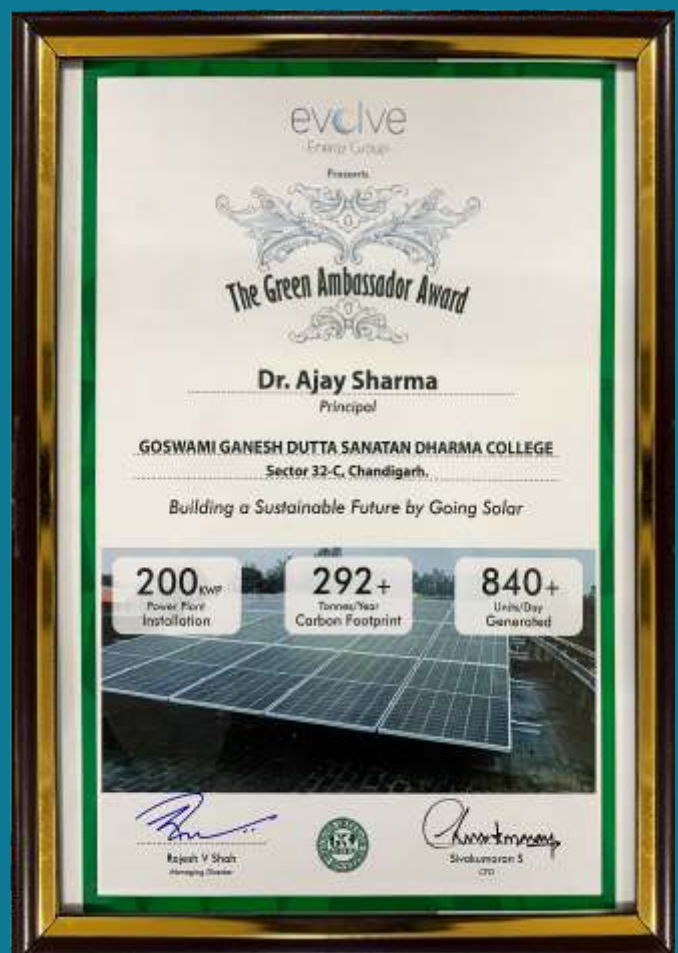 evolve
Energy Group
Presents
The Green Ambassador Award
Dr. Ajay Sharma
Principal
GOSWAMI GANESH DUTTA SANATAN DHARMA COLLEGE
Sector 32-C, Chandigarh.
Building a Sustainable Future by Going Solar
200 KWP
Power Plant
Installation
292+
Tonnes/Year
Carbon Footprint
840+
Units/Day
Generated
Rajesh V Shah
Managing Director
Sivakumaran S